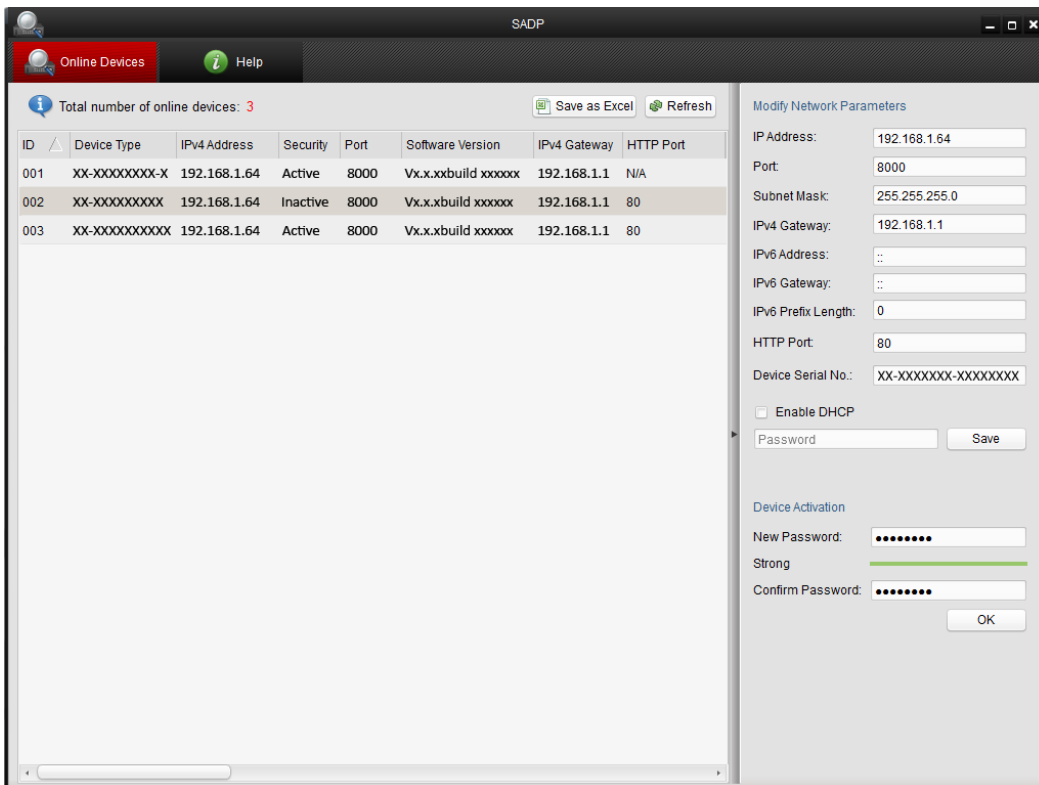 SADP
Online Devices Help
Total number of online devices: 3 Save as Excel Refresh
ID Device Type IPv4 Address Security Port Software Version IPv4 Gateway HTTP Port
001 XX-XXXXXXXX-X 192.168.1.64 Active 8000 Vx.x.xxbuild xxxxxx 192.168.1.1 N/A
002 XX-XXXXXXXXX 192.168.1.64 Inactive 8000 Vx.x.xbuild xxxxxx 192.168.1.1 80
003 XX-XXXXXXXXXX 192.168.1.64 Active 8000 Vx.x.xbuild xxxxxx 192.168.1.1 80
Modify Network Parameters
IP Address: 192.168.1.64
Port: 8000
Subnet Mask: 255.255.255.0
IPv4 Gateway: 192.168.1.1
IPv6 Address: ::
IPv6 Gateway: ::
IPv6 Prefix Length: 0
HTTP Port: 80
Device Serial No.: XX-XXXXXXX-XXXXXXXX
Enable DHCP
Password Save
Device Activation
New Password: ●●●●●●●●
Strong
Confirm Password: ●●●●●●●●
OK